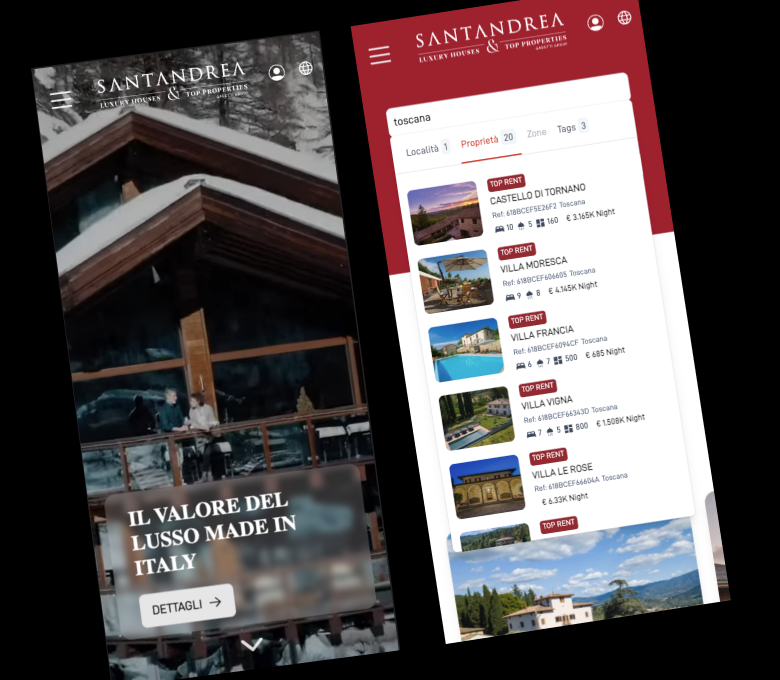 SANTANDREA
LUXURY HOUSES & TOP PROPERTIES
GABETTI GROUP
IL VALORE DEL
LUSSO MADE IN
ITALY
DETTAGLI →
SANTANDREA
LUXURY HOUSES & TOP PROPERTIES
GABETTI GROUP
toscana
Località 1 Proprietà 20 Zone Tags 3
TOP RENT
CASTELLO DI TORNANO
Ref: 618BCEF5E26F2 Toscana
10 5 160 € 3.165K Night
TOP RENT
VILLA MORESCA
Ref: 618BCEF606605 Toscana
9 8 € 4.145K Night
TOP RENT
VILLA FRANCIA
Ref: 618BCEF6094CF Toscana
6 7 500 € 685 Night
TOP RENT
VILLA VIGNA
Ref: 618BCEF66343D Toscana
7 5 800 € 1.508K Night
TOP RENT
VILLA LE ROSE
Ref: 618BCEF66604A Toscana
€ 6.33K Night
TOP RENT